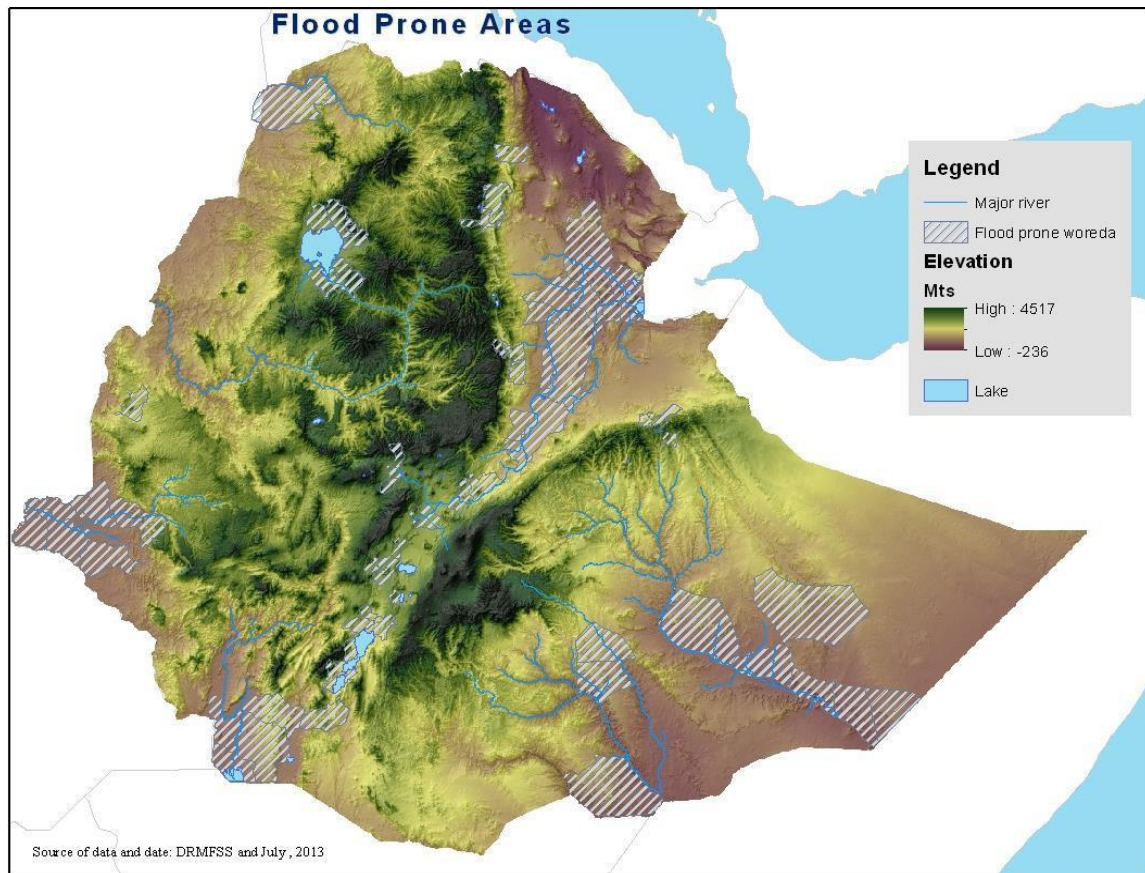 Flood Prone Areas
Legend
Major river
Flood prone woreda
Elevation
Mts
High : 4517
Low : -236
Lake
Source of data and date: DRMFSS and July , 2013